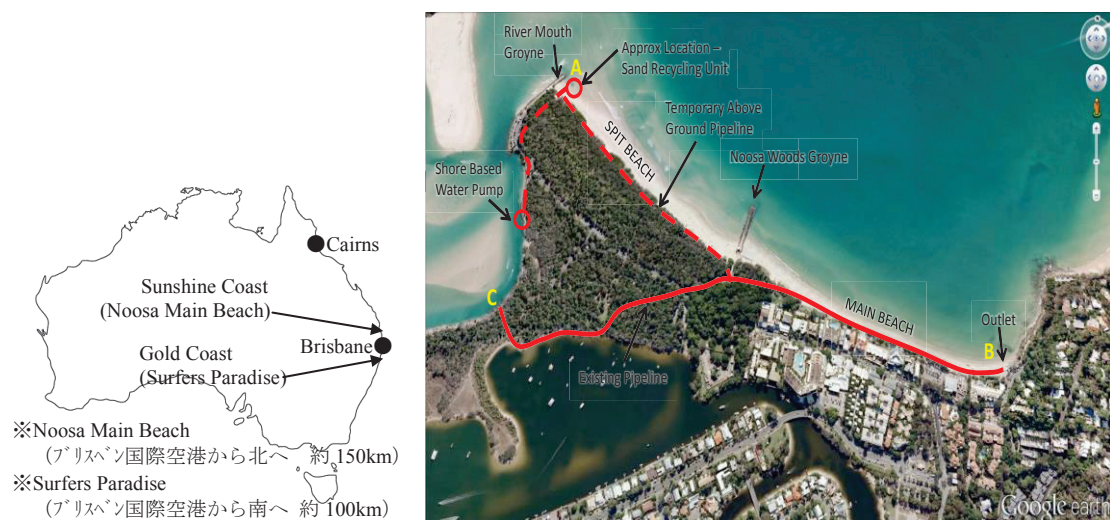 Cairns
Sunshine Coast
(Noosa Main Beach)
Brisbane
Gold Coast
(Surfers Paradise)
※Noosa Main Beach
(ﾌﾞﾘｽﾍﾞﾝ国際空港から北へ 約 150km)
※Surfers Paradise
(ﾌﾞﾘｽﾍﾞﾝ国際空港から南へ 約 100km)
River Mouth
Groyne
A
Approx Location –
Sand Recycling Unit
Temporary Above
Ground Pipeline
SPIT BEACH
Noosa Woods Groyne
Shore Based
Water Pump
C
MAIN BEACH
Outlet
B
Existing Pipeline
Google earth